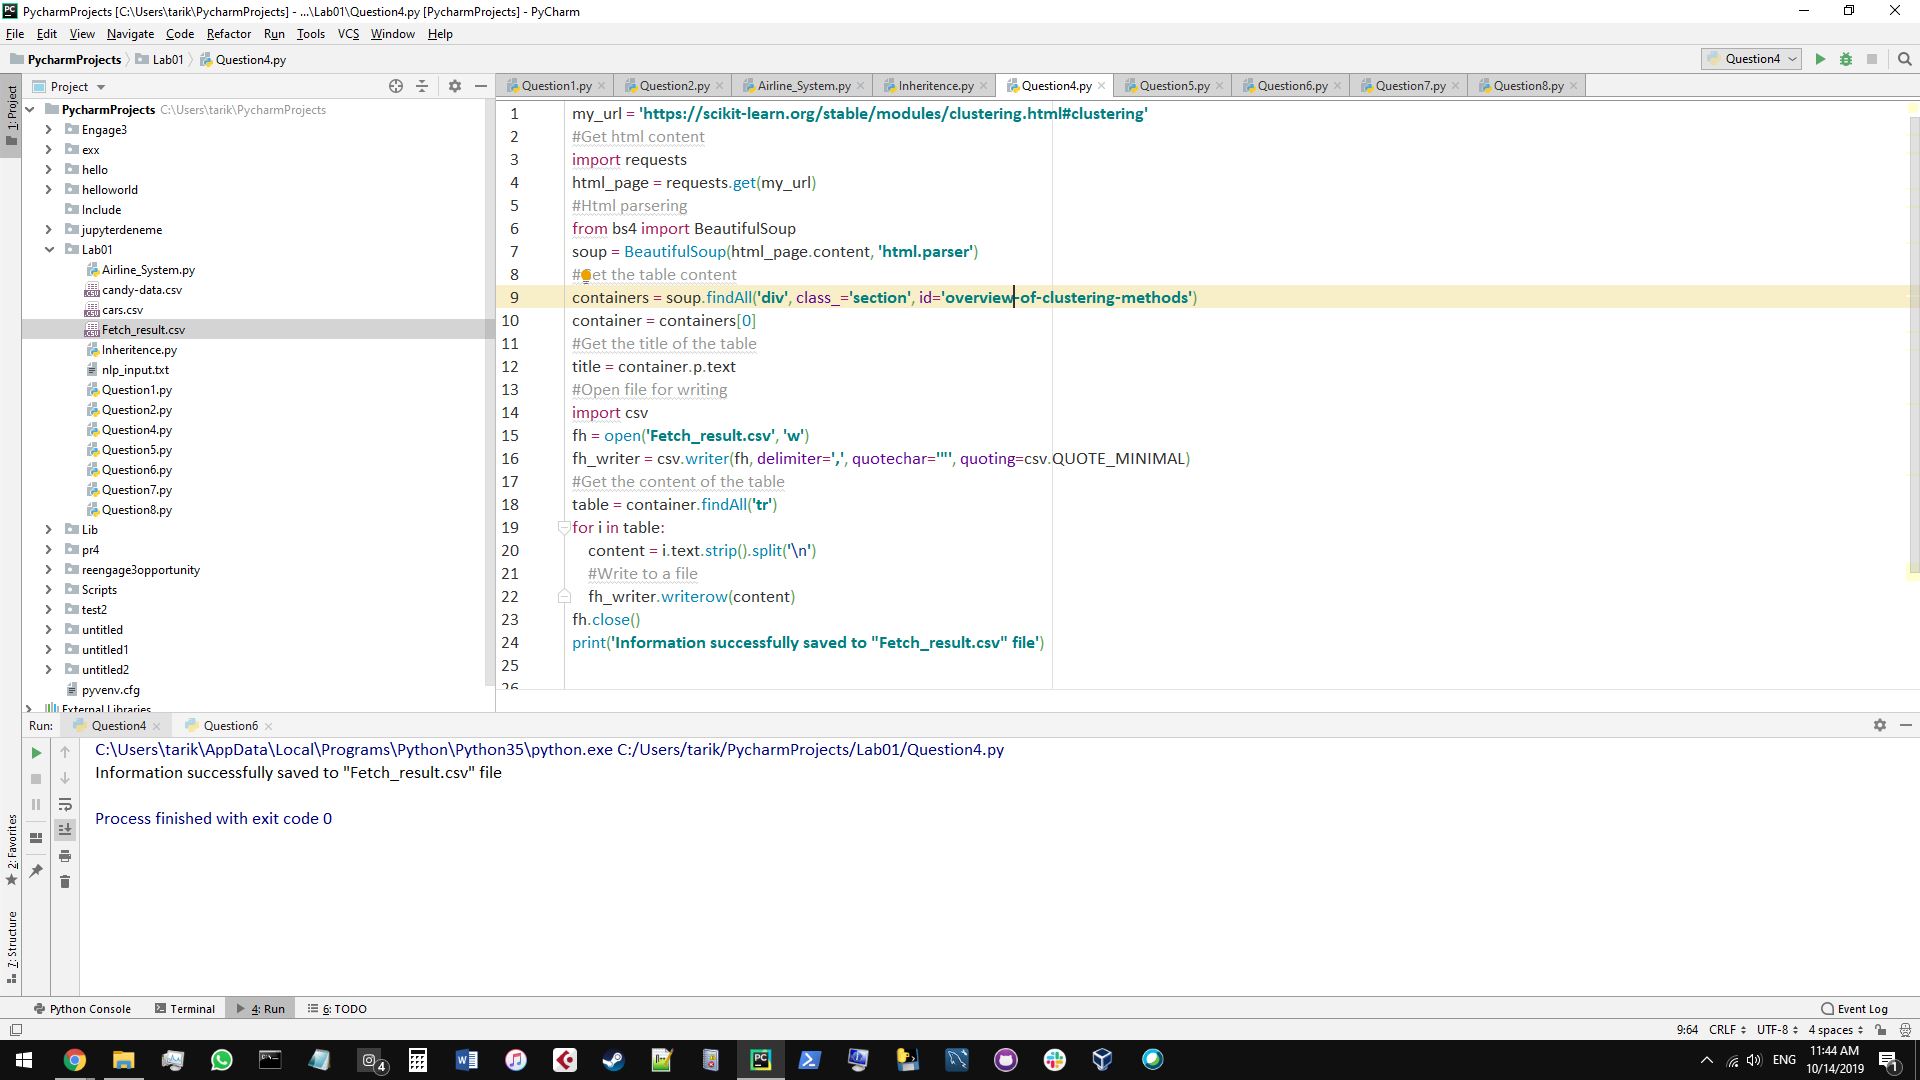 PycharmProjects [C:\Users\tarik\PycharmProjects] - ...\Lab01\Question4.py [PycharmProjects] - PyCharm
File Edit View Navigate Code Refactor Run Tools VCS Window Help
PycharmProjects Lab01 Question4.py
Question4
Project
Question1.py Question2.py Airline_System.py Inheritence.py Question4.py Question5.py Question6.py Question7.py Question8.py
1: Project
PycharmProjects C:\Users\tarik\PycharmProjects
Engage3
exx
hello
helloworld
Include
jupyterdeneme
Lab01
Airline_System.py
candy-data.csv
cars.csv
Fetch_result.csv
Inheritence.py
nlp_input.txt
Question1.py
Question2.py
Question4.py
Question5.py
Question6.py
Question7.py
Question8.py
Lib
pr4
reengage3opportunity
Scripts
test2
untitled
untitled1
untitled2
pyvenv.cfg
External Libraries
1 my_url = 'https://scikit-learn.org/stable/modules/clustering.html#clustering'
2 #Get html content
3 import requests
4 html_page = requests.get(my_url)
5 #Html parsering
6 from bs4 import BeautifulSoup
7 soup = BeautifulSoup(html_page.content, 'html.parser')
8 #Get the table content
9 containers = soup.findAll('div', class_='section', id='overview-of-clustering-methods')
10 container = containers[0]
11 #Get the title of the table
12 title = container.p.text
13 #Open file for writing
14 import csv
15 fh = open('Fetch_result.csv', 'w')
16 fh_writer = csv.writer(fh, delimiter=',', quotechar='"', quoting=csv.QUOTE_MINIMAL)
17 #Get the content of the table
18 table = container.findAll('tr')
19 for i in table:
20 content = i.text.strip().split('\n')
21 #Write to a file
22 fh_writer.writerow(content)
23 fh.close()
24 print('Information successfully saved to "Fetch_result.csv" file')
25
26
Run: Question4 Question6
C:\Users\tarik\AppData\Local\Programs\Python\Python35\python.exe C:/Users/tarik/PycharmProjects/Lab01/Question4.py
Information successfully saved to "Fetch_result.csv" file
Process finished with exit code 0
2: Favorites
7: Structure
Python Console Terminal 4: Run 6: TODO Event Log
9:64 CRLF UTF-8 4 spaces
4 ENG 11:44 AM
10/14/2019 1